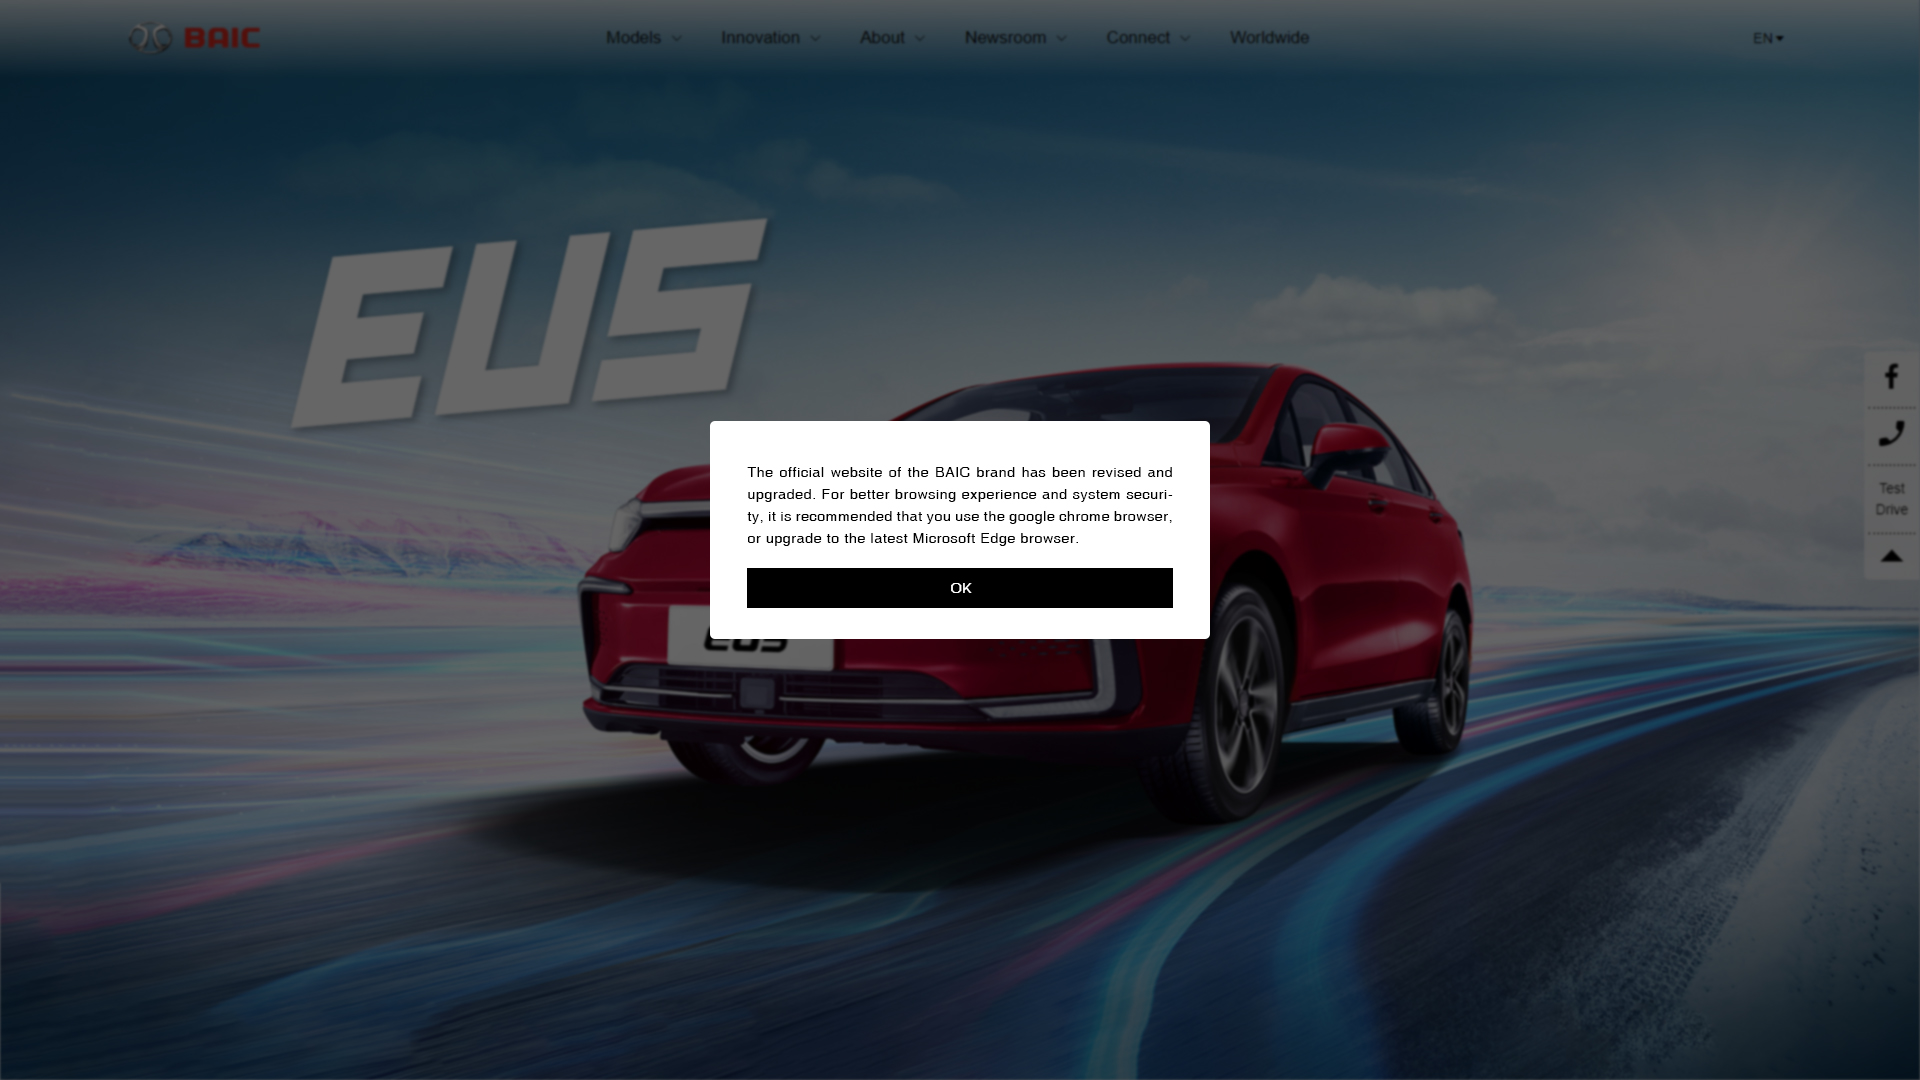 BAIC
Models
Innovation
About
Newsroom
Connect
Worldwide
EN
EU5
The official website of the BAIC brand has been revised and
upgraded. For better browsing experience and system securi-
ty, it is recommended that you use the google chrome browser,
or upgrade to the latest Microsoft Edge browser.
OK
EU5
Test
Drive